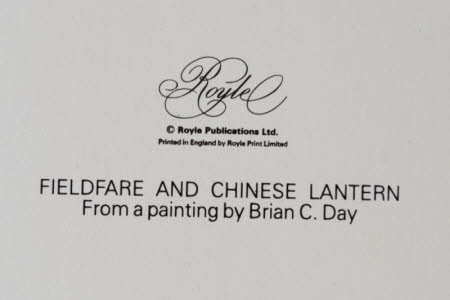 Royle
© Royle Publications Ltd.
Printed in England by Royle Print Limited
FIELDFARE AND CHINESE LANTERN
From a painting by Brian C. Day